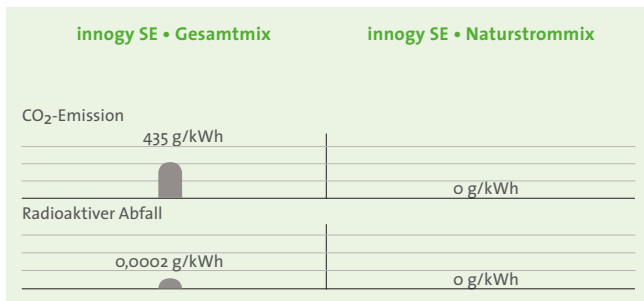 innogy SE • Gesamtmix innogy SE • Naturstrommix
CO₂-Emission
435 g/kWh
0 g/kWh
Radioaktiver Abfall
0,0002 g/kWh
0 g/kWh